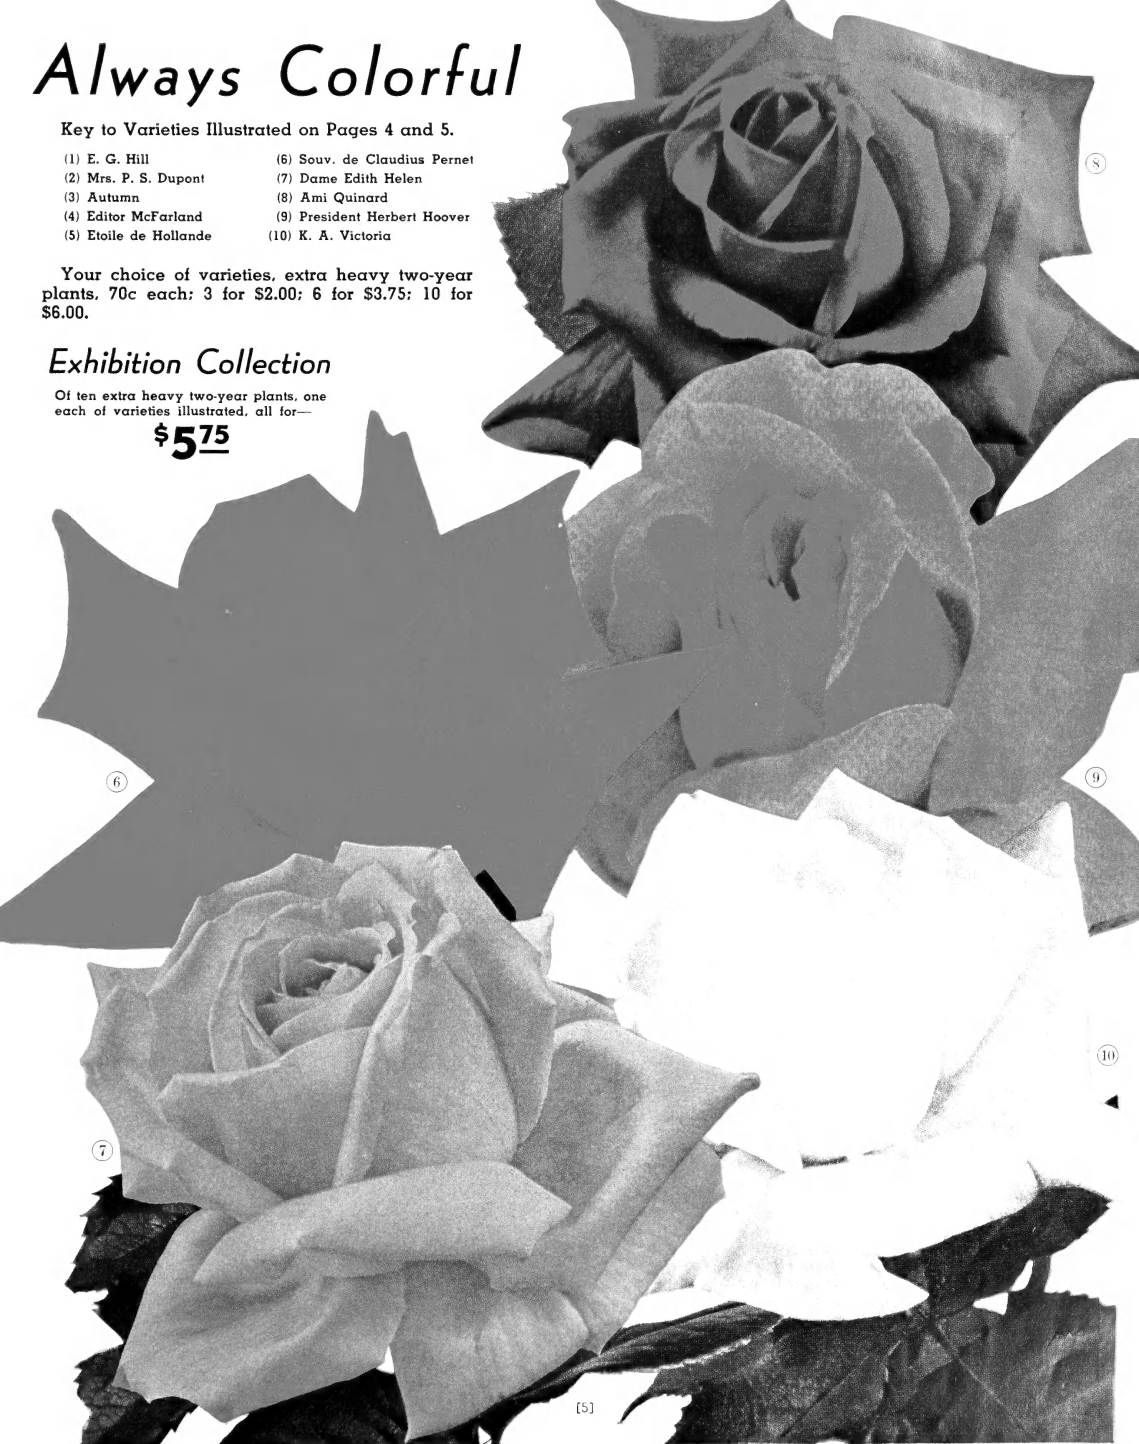 Always Colorful
Key to Varieties Illustrated on Pages 4 and 5.
(1) E. G. Hill
(2) Mrs. P. S. Dupont
(3) Autumn
(4) Editor McFarland
(5) Etoile de Hollande
(6) Souv. de Claudius Pernet
(7) Dame Edith Helen
(8) Ami Quinard
(9) President Herbert Hoover
(10) K. A. Victoria
Your choice of varieties, extra heavy two-year
plants, 70c each; 3 for $2.00; 6 for $3.75; 10 for
$6.00.
Exhibition Collection
Of ten extra heavy two-year plants, one
each of varieties illustrated, all for—
$5 75
8
6
9
10
7
[5]